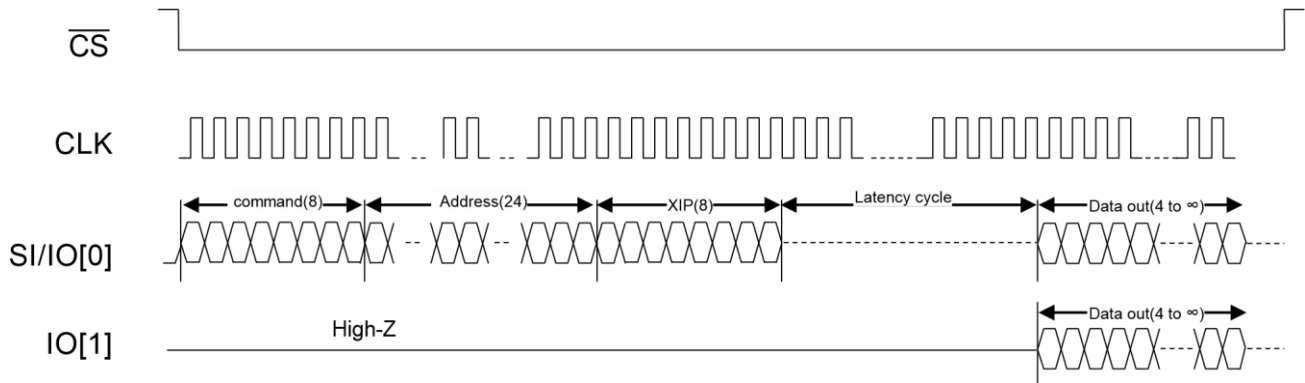 CS
CLK
command(8) Address(24) XIP(8) Latency cycle Data out(4 to ∞)
SI/IO[0]
Data out(4 to ∞)
High-Z
IO[1]